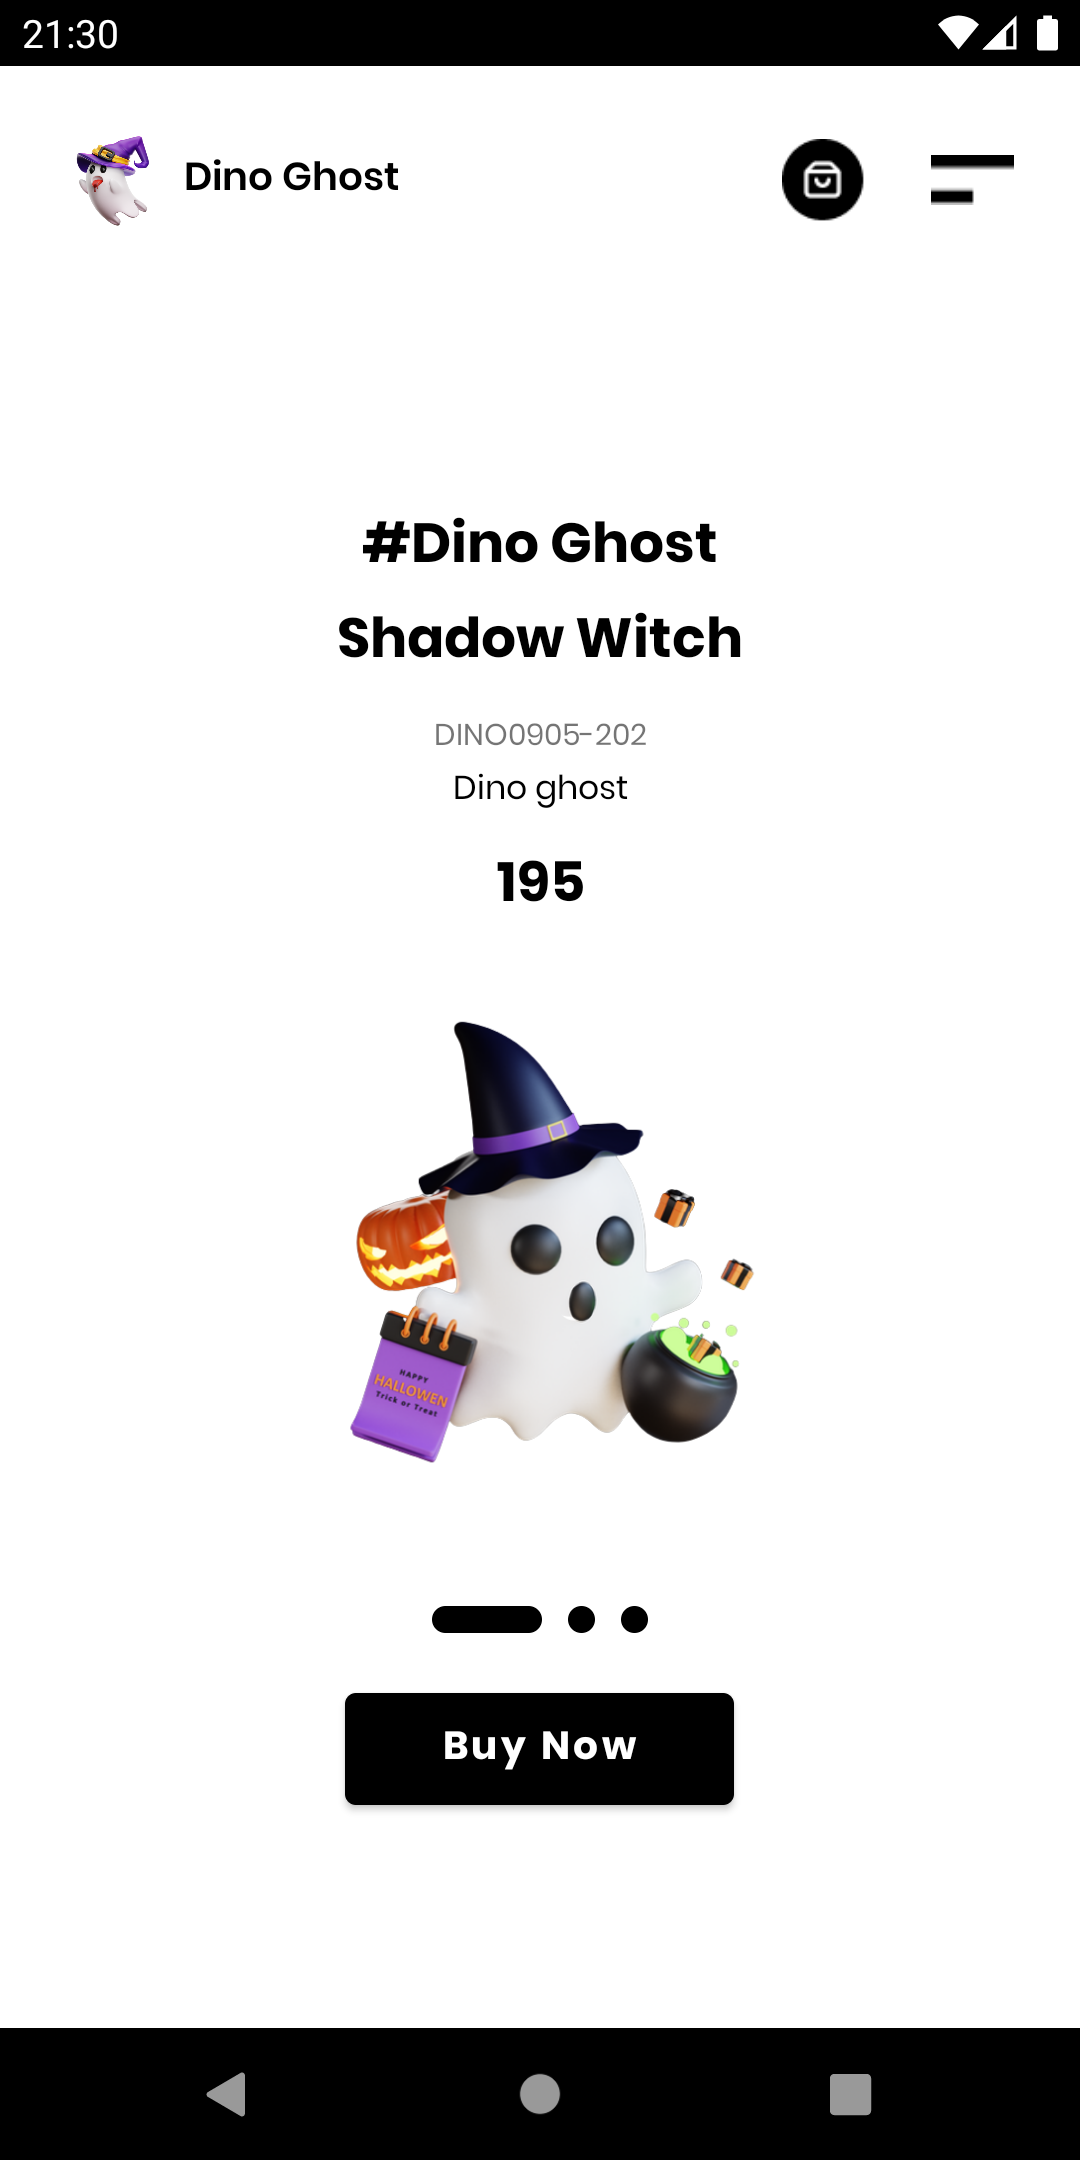 21:30
Dino Ghost
#Dino Ghost
Shadow Witch
DINO0905-202
Dino ghost
195
HAPPY
HALLOWEN
Trick or Treat
Buy Now